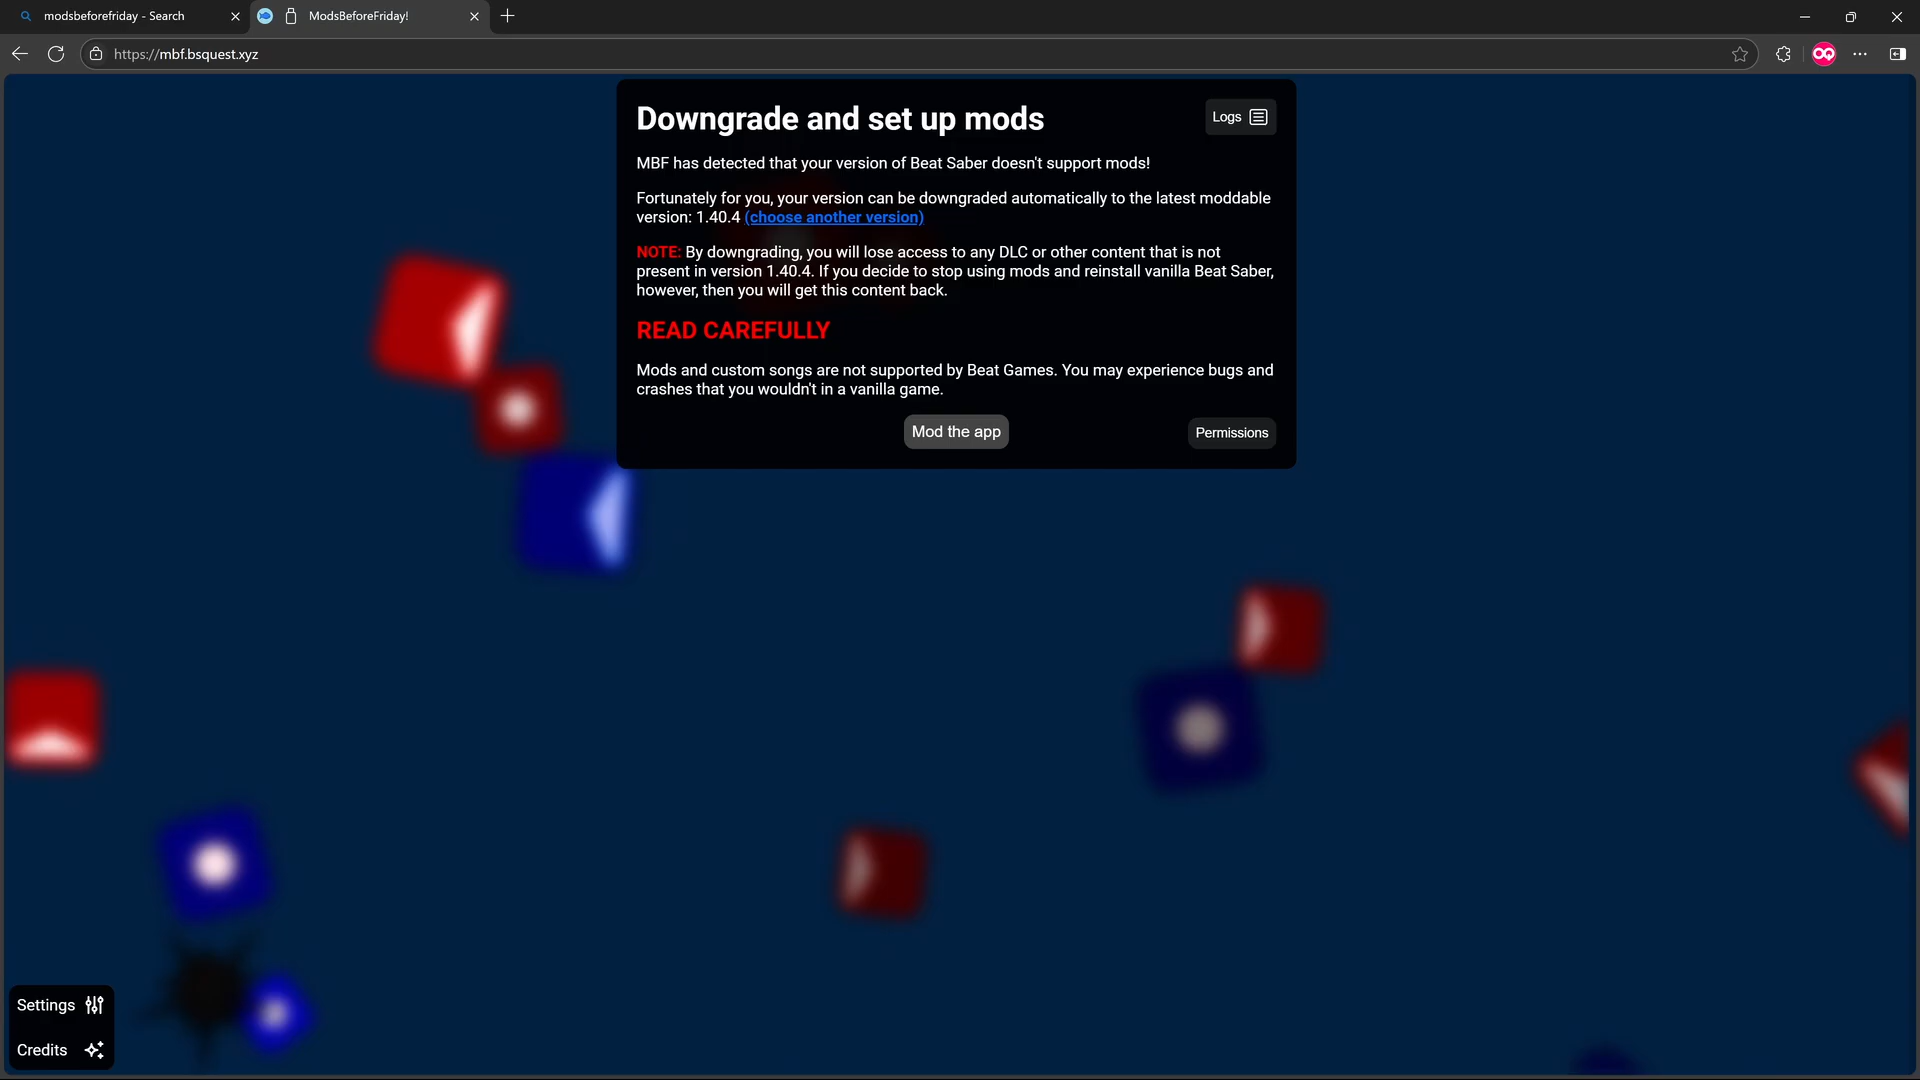 modsbeforefriday - Search
ModsBeforeFriday!
https://mbf.bsquest.xyz
Downgrade and set up mods
Logs
MBF has detected that your version of Beat Saber doesn't support mods!
Fortunately for you, your version can be downgraded automatically to the latest moddable
version: 1.40.4 (choose another version)
NOTE: By downgrading, you will lose access to any DLC or other content that is not
present in version 1.40.4. If you decide to stop using mods and reinstall vanilla Beat Saber,
however, then you will get this content back.
READ CAREFULLY
Mods and custom songs are not supported by Beat Games. You may experience bugs and
crashes that you wouldn't in a vanilla game.
Mod the app
Permissions
Settings
Credits